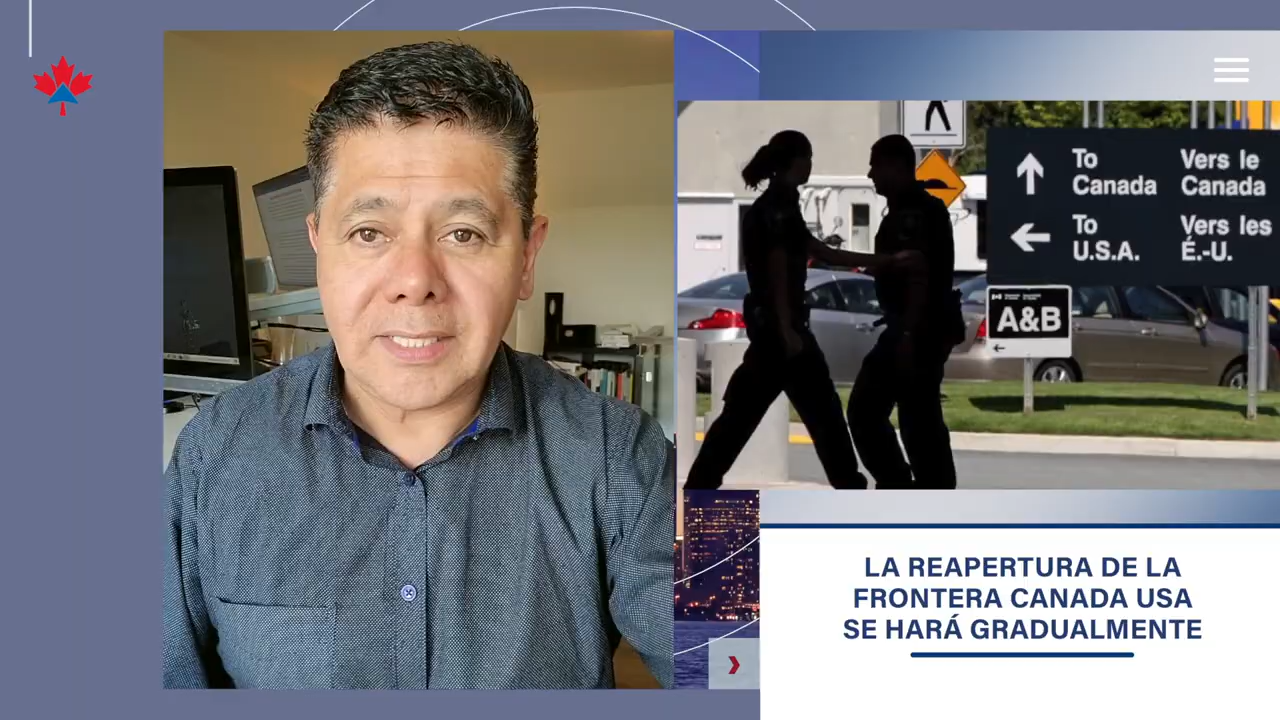 To
Canada
Vers le
Canada
To
U.S.A.
Vers les
É.-U.
A&B
LA REAPERTURA DE LA
FRONTERA CANADA USA
SE HARÁ GRADUALMENTE